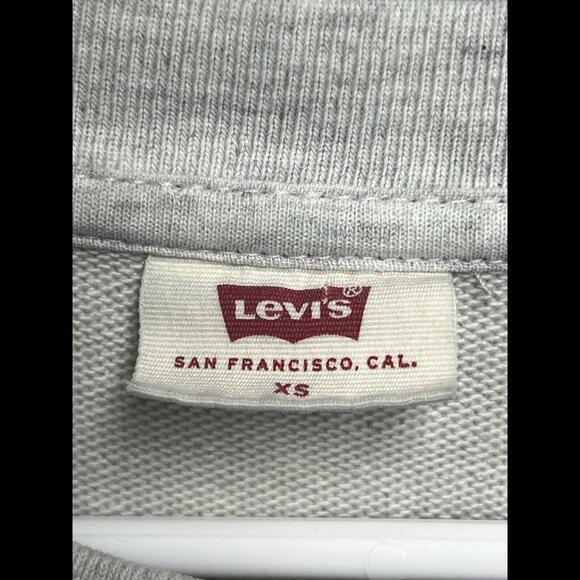 Levi's®
SAN FRANCISCO, CAL.
XS